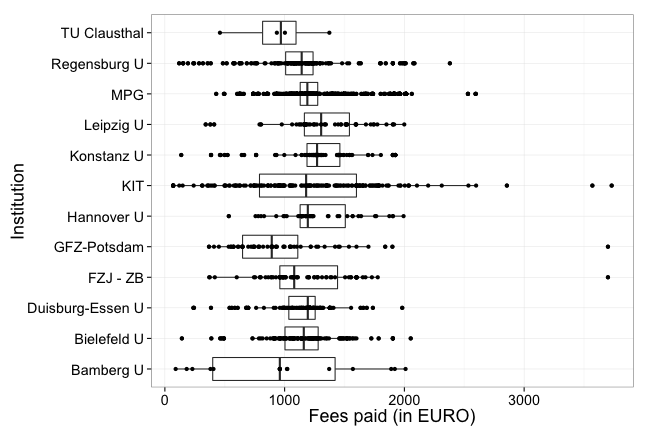 TU Clausthal
Regensburg U
MPG
Leipzig U
Konstanz U
KIT
Hannover U
GFZ-Potsdam
FZJ - ZB
Duisburg-Essen U
Bielefeld U
Bamberg U
Institution
0 1000 2000 3000
Fees paid (in EURO)